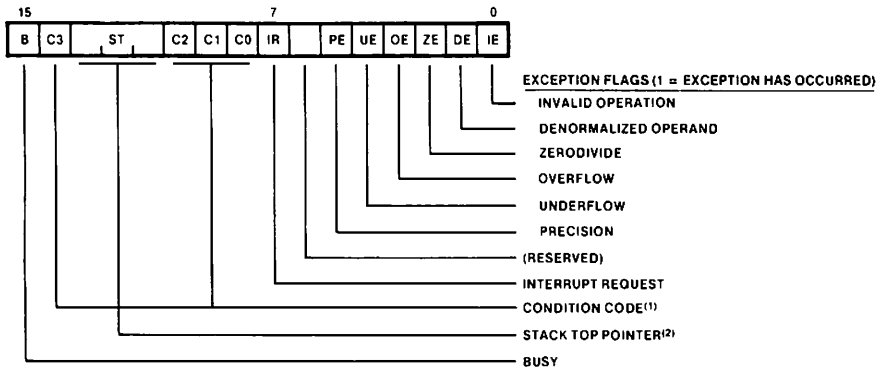 15 7 0
B C3 ST C2 C1 C0 IR PE UE OE ZE DE IE
EXCEPTION FLAGS (1 = EXCEPTION HAS OCCURRED)
INVALID OPERATION
DENORMALIZED OPERAND
ZERODIVIDE
OVERFLOW
UNDERFLOW
PRECISION
(RESERVED)
INTERRUPT REQUEST
CONDITION CODE(1)
STACK TOP POINTER(2)
BUSY